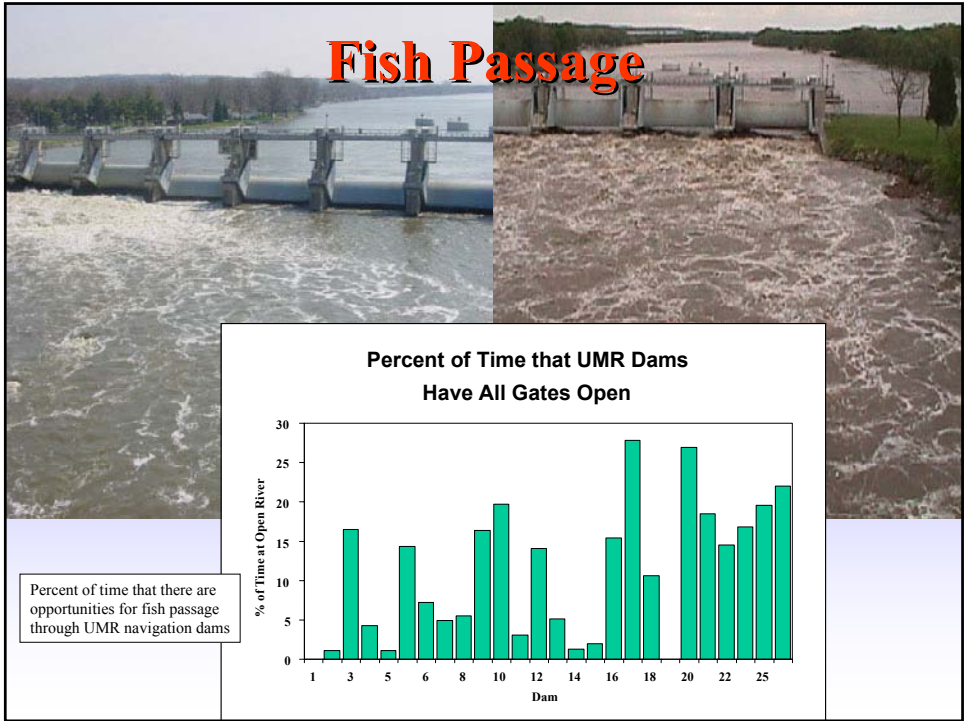 Fish Passage
Percent of Time that UMR Dams
Have All Gates Open
30
25
20
15
10
5
0
% of Time at Open River
1 3 5 6 8 10 12 14 16 18 20 22 25
Dam
Percent of time that there are
opportunities for fish passage
through UMR navigation dams